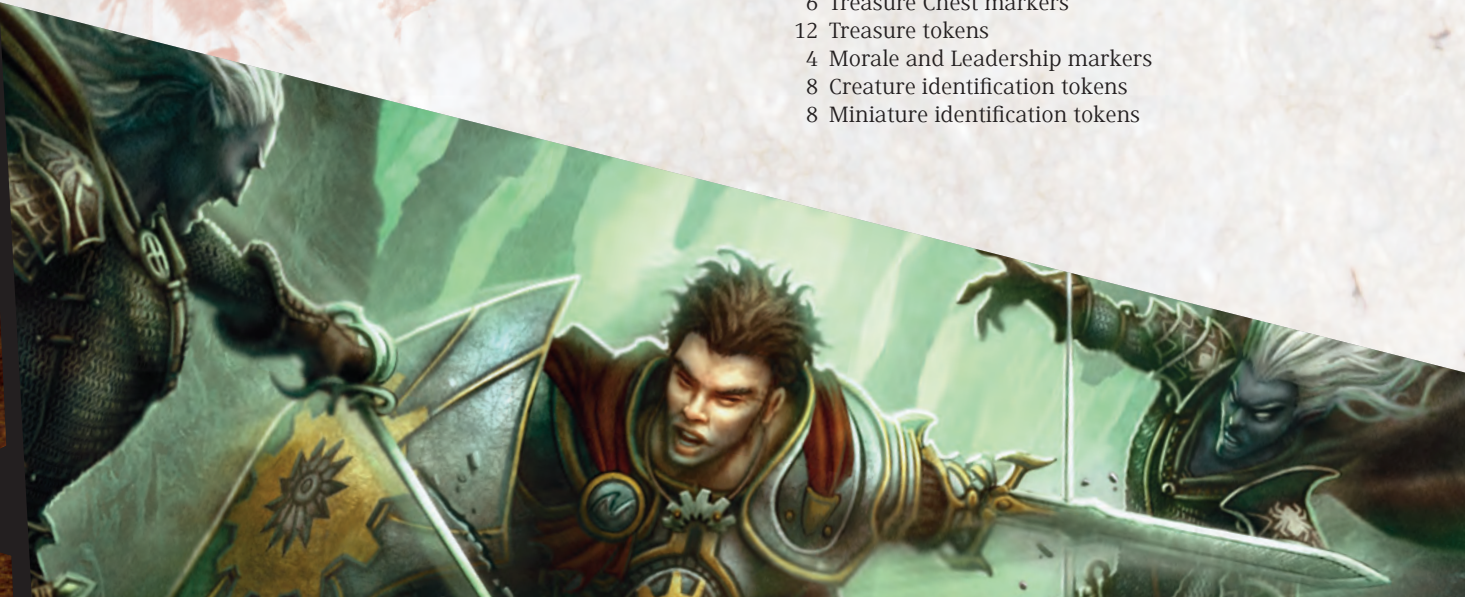 6 Treasure Chest markers
12 Treasure tokens
4 Morale and Leadership markers
8 Creature identification tokens
8 Miniature identification tokens